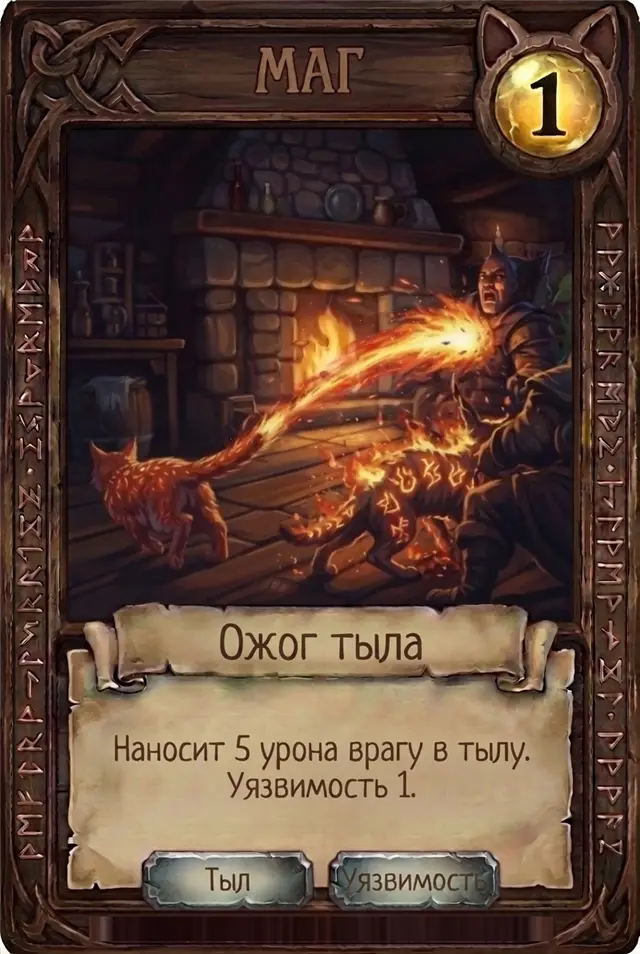 МАГ
1
Ожог тыла
Наносит 5 урона врагу в тылу.
Уязвимость 1.
Тыл
Уязвимость